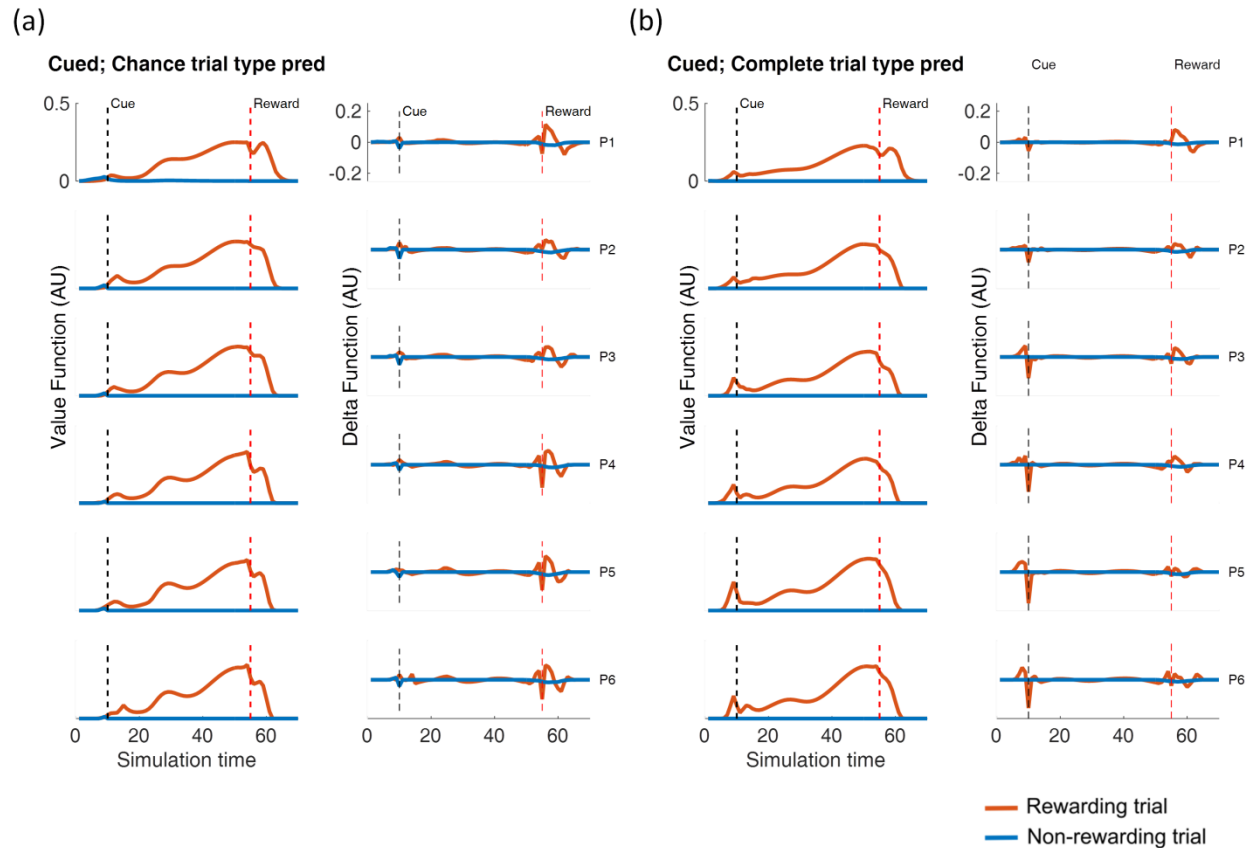 (a)
Cued; Chance trial type pred
Cue
Reward
0.5
0
Value Function (AU)
0 20 40 60
Simulation time
Cue
Reward
0.2
0
-0.2
Delta Function (AU)
P1
P2
P3
P4
P5
P6
0 20 40 60
(b)
Cued; Complete trial type pred
0.5
0
Value Function (AU)
0 20 40 60
Simulation time
Cue
Reward
0.2
0
-0.2
Delta Function (AU)
P1
P2
P3
P4
P5
P6
0 20 40 60
Rewarding trial
Non-rewarding trial